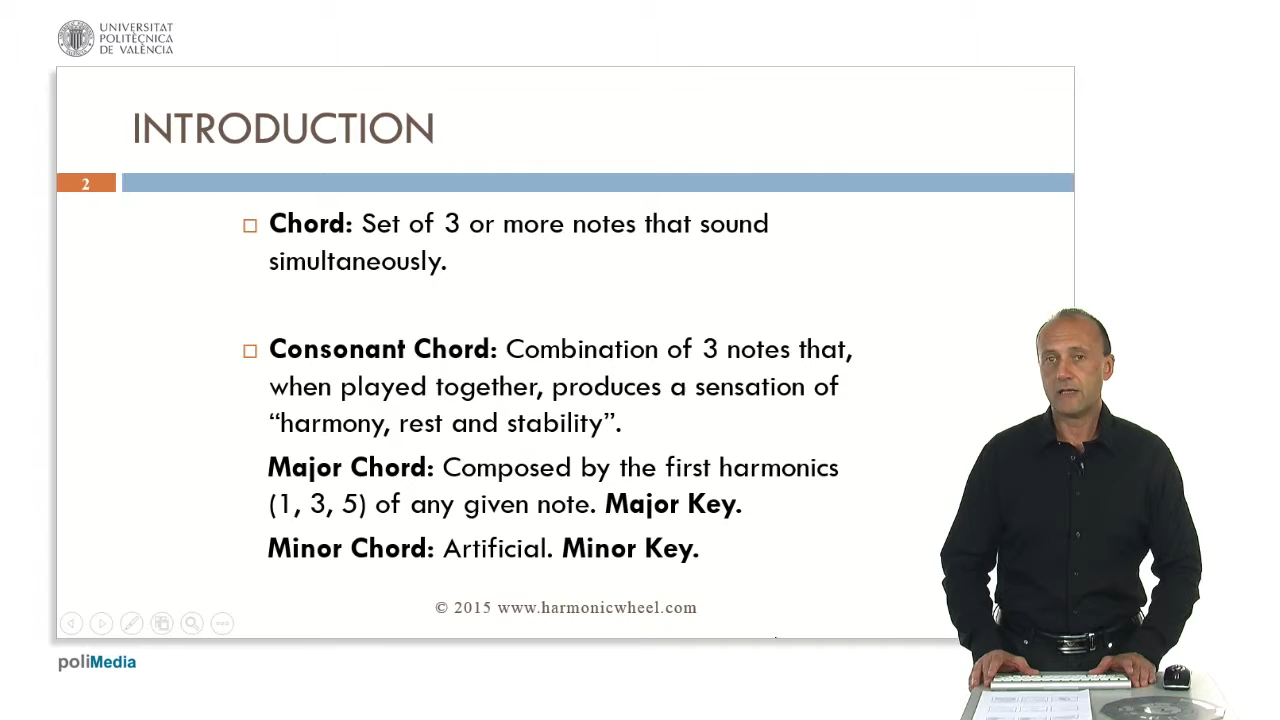 UNIVERSITAT
POLITÈCNICA
DE VALÈNCIA
INTRODUCTION
2
Chord: Set of 3 or more notes that sound
simultaneously.
Consonant Chord: Combination of 3 notes that,
when played together, produces a sensation of
“harmony, rest and stability”.
Major Chord: Composed by the first harmonics
(1, 3, 5) of any given note. Major Key.
Minor Chord: Artificial. Minor Key.
© 2015 www.harmonicwheel.com
poliMedia